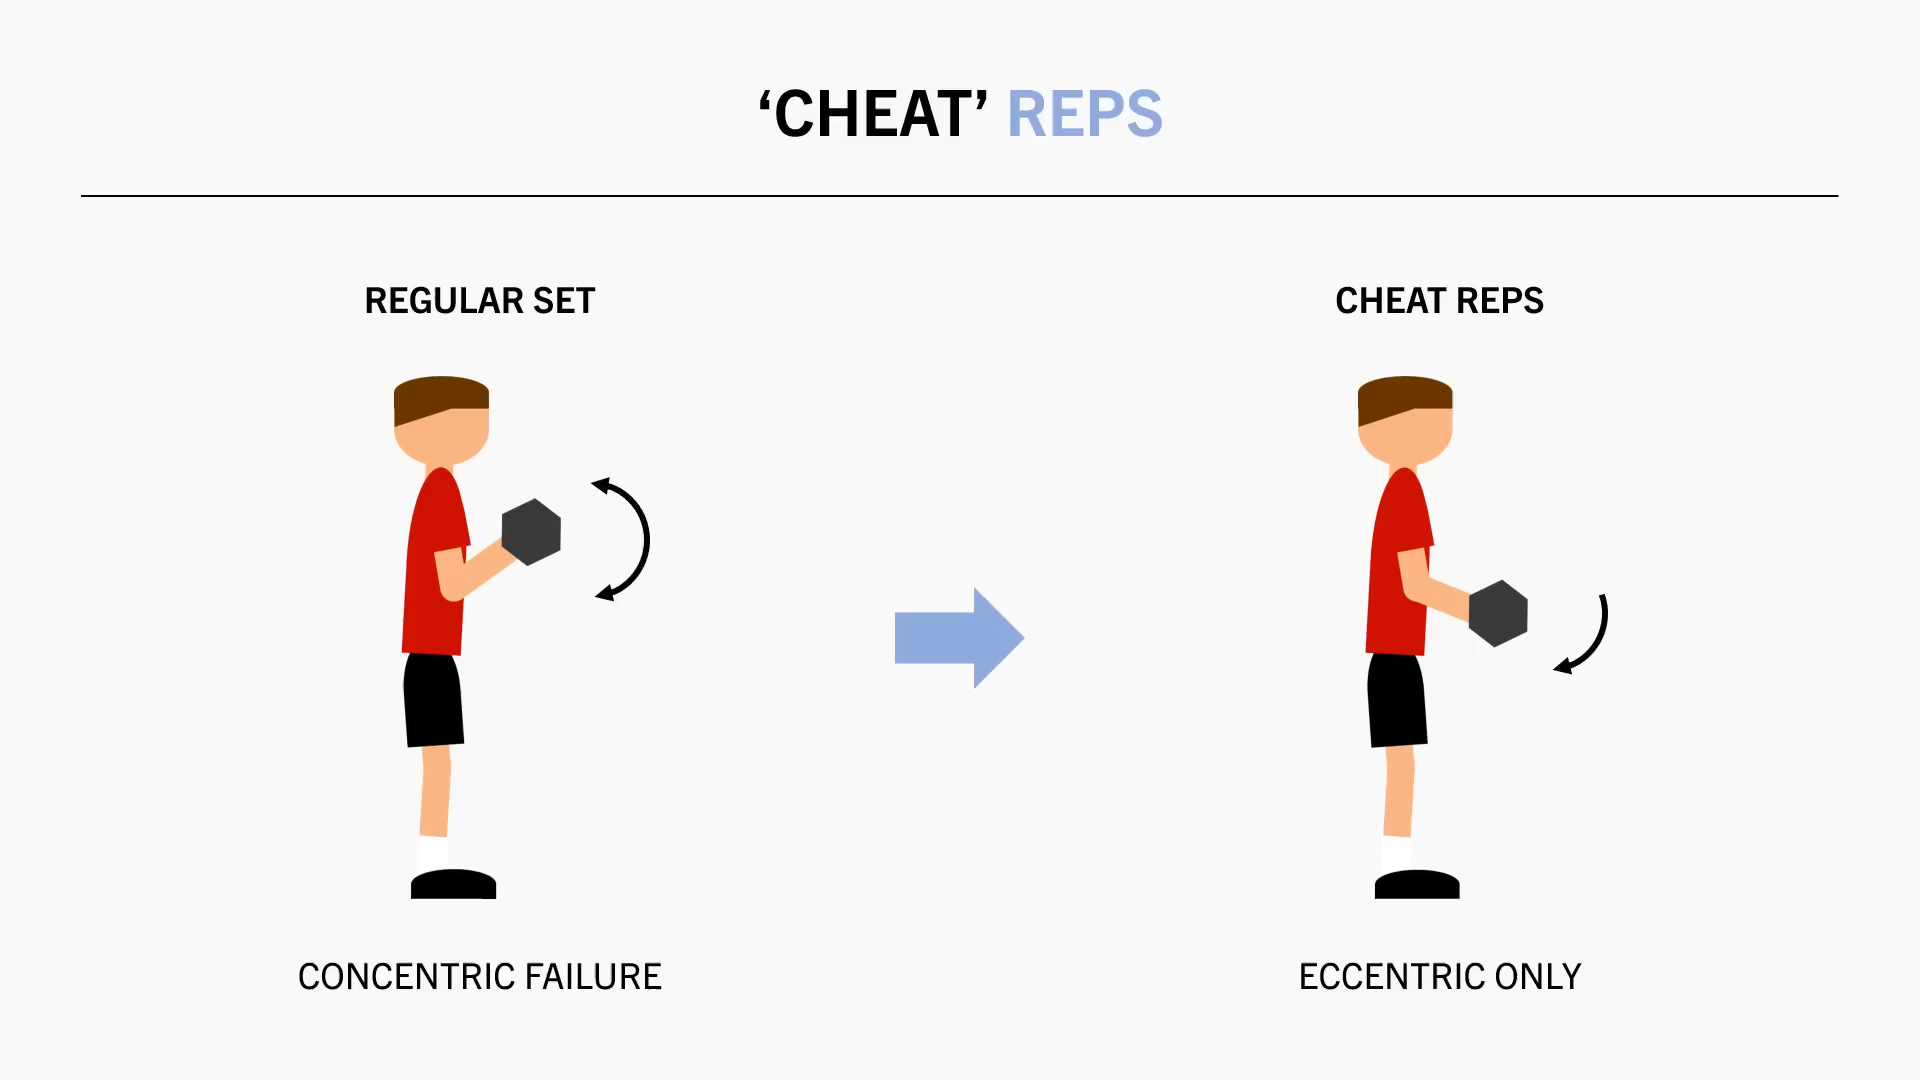 ‘CHEAT’ REPS
REGULAR SET
CHEAT REPS
CONCENTRIC FAILURE
ECCENTRIC ONLY